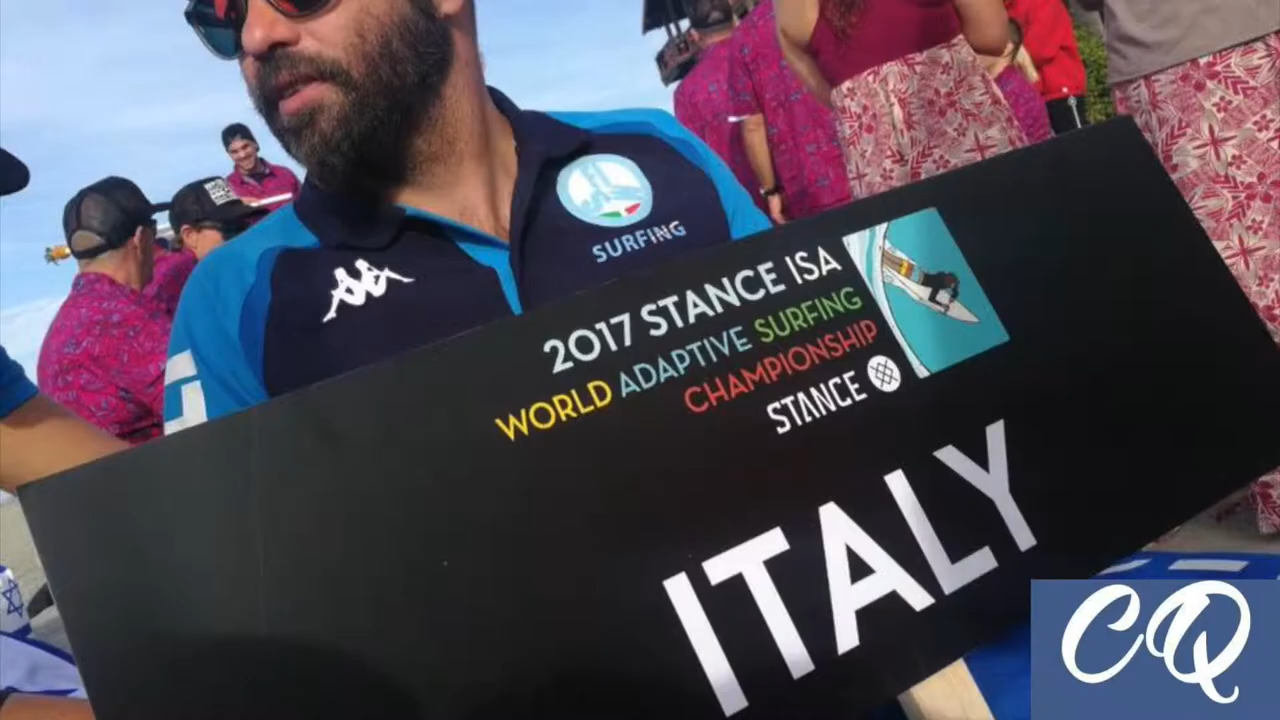 SURFING
2017 STANCE ISA
WORLD ADAPTIVE SURFING
CHAMPIONSHIP
STANCE
ITALY
CQ